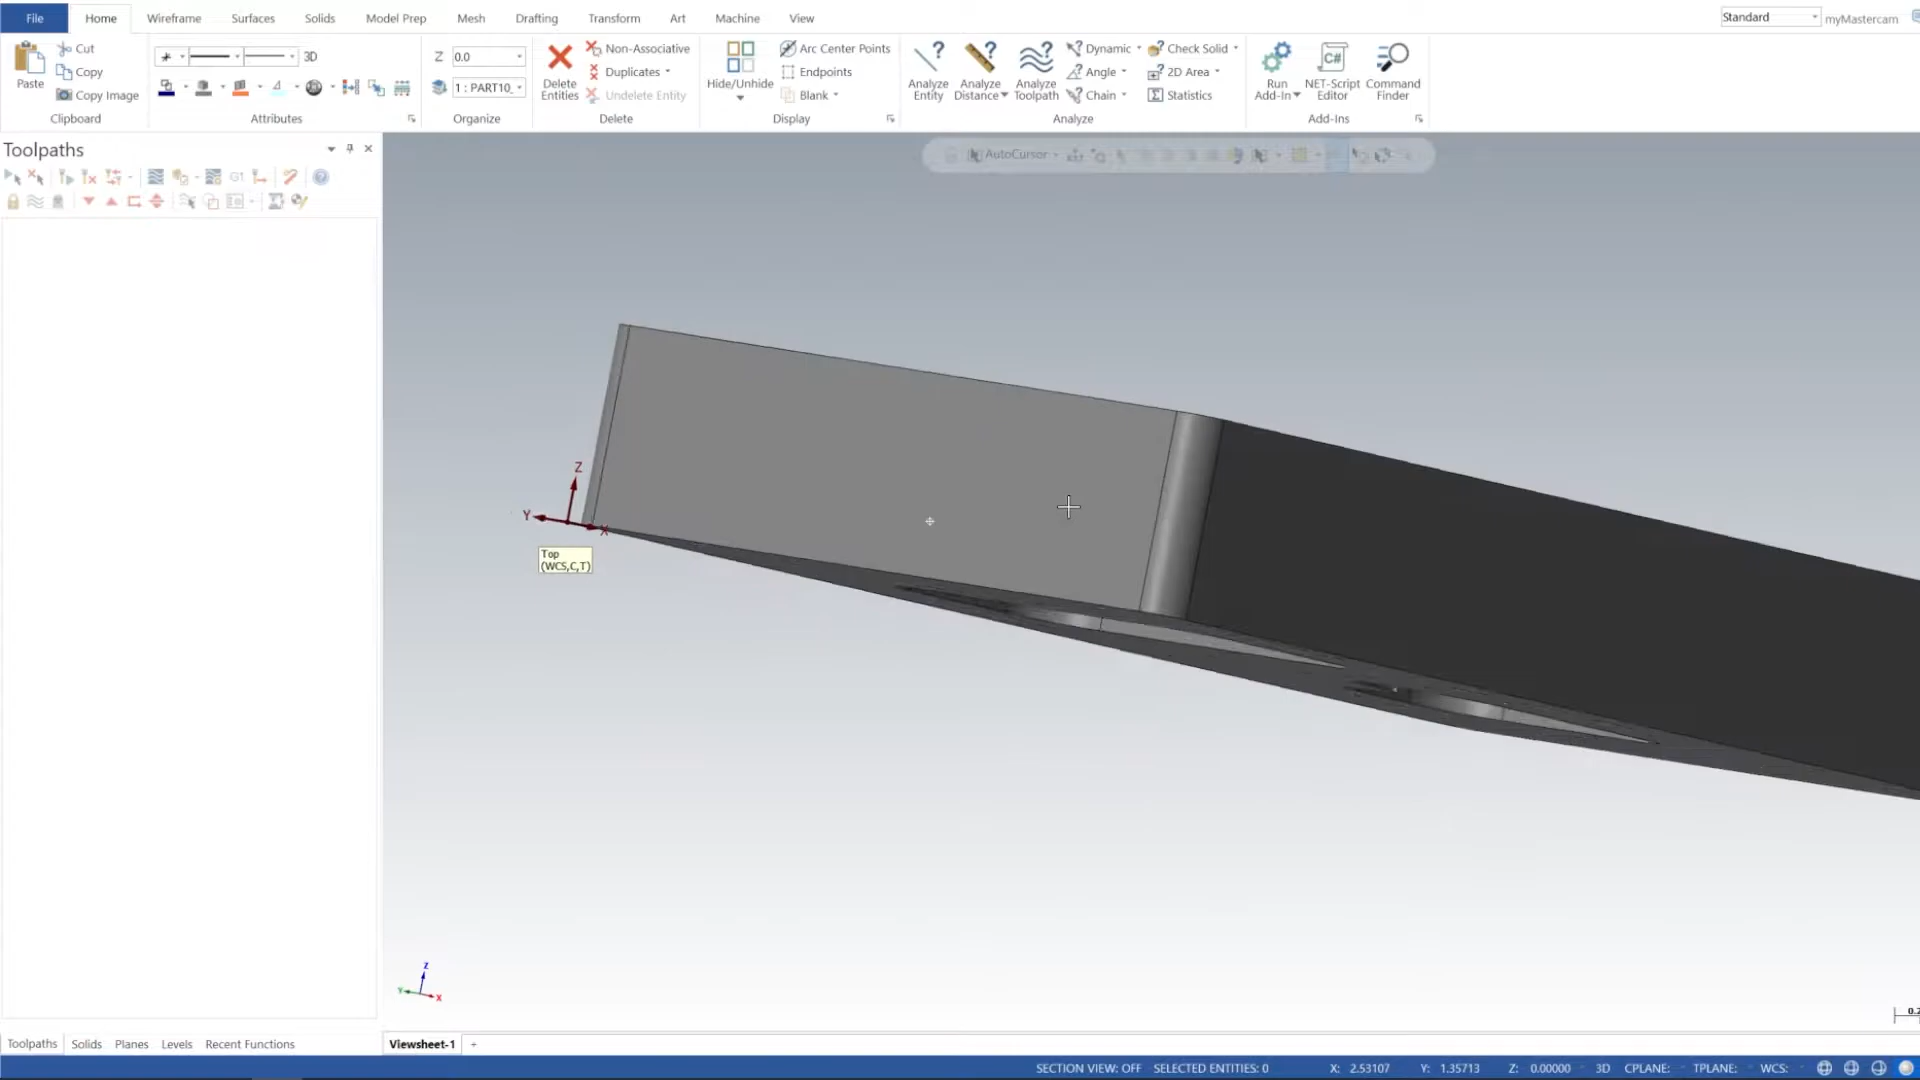 File Home Wireframe Surfaces Solids Model Prep Mesh Drafting Transform Art Machine View Standard myMastercam
Paste Cut Copy Copy Image
Clipboard
3D
Attributes
Z 0.0
1 : PART10_
Organize
Delete Entities
Non-Associative
Duplicates
Undelete Entity
Delete
Hide/Unhide
Arc Center Points
Endpoints
Blank
Display
Analyze Entity
Analyze Distance
Analyze Toolpath
Dynamic
Angle
Chain
Check Solid
2D Area
Statistics
Analyze
Run Add-In
C#
NET-Script Editor
Command Finder
Add-Ins
Toolpaths
G1
AutoCursor
Z
Y
X
Top
(WCS,C,T)
Z
Y
X
0.2
Toolpaths Solids Planes Levels Recent Functions
Viewsheet-1 +
SECTION VIEW: OFF SELECTED ENTITIES: 0 X: 2.53107 Y: 1.35713 Z: 0.00000 3D CPLANE: TPLANE: WCS: